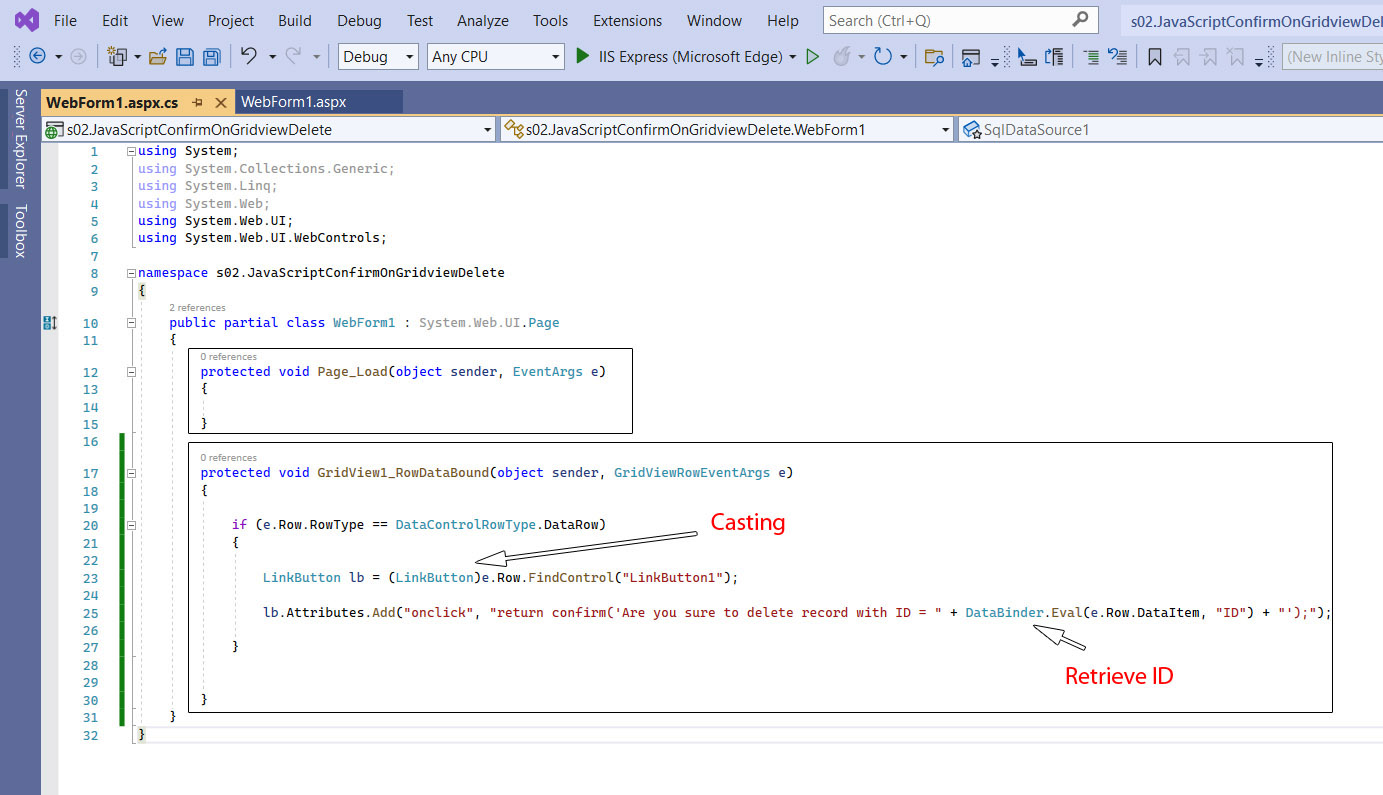 File Edit View Project Build Debug Test Analyze Tools Extensions Window Help Search (Ctrl+Q) s02.JavaScriptConfirmOnGridviewDel
Debug Any CPU IIS Express (Microsoft Edge) (New Inline Sty
Server Explorer
Toolbox
WebForm1.aspx.cs WebForm1.aspx
s02.JavaScriptConfirmOnGridviewDelete s02.JavaScriptConfirmOnGridviewDelete.WebForm1 SqlDataSource1
1 using System;
2 using System.Collections.Generic;
3 using System.Linq;
4 using System.Web;
5 using System.Web.UI;
6 using System.Web.UI.WebControls;
7
8 namespace s02.JavaScriptConfirmOnGridviewDelete
9 {
2 references
10 public partial class WebForm1 : System.Web.UI.Page
11 {
0 references
12 protected void Page_Load(object sender, EventArgs e)
13 {
14
15 }
16
0 references
17 protected void GridView1_RowDataBound(object sender, GridViewRowEventArgs e)
18 {
19
20 if (e.Row.RowType == DataControlRowType.DataRow)
Casting
21 {
22
23 LinkButton lb = (LinkButton)e.Row.FindControl("LinkButton1");
24
25 lb.Attributes.Add("onclick", "return confirm('Are you sure to delete record with ID = " + DataBinder.Eval(e.Row.DataItem, "ID") + "');");
26
27 }
28
Retrieve ID
29
30 }
31 }
32 }